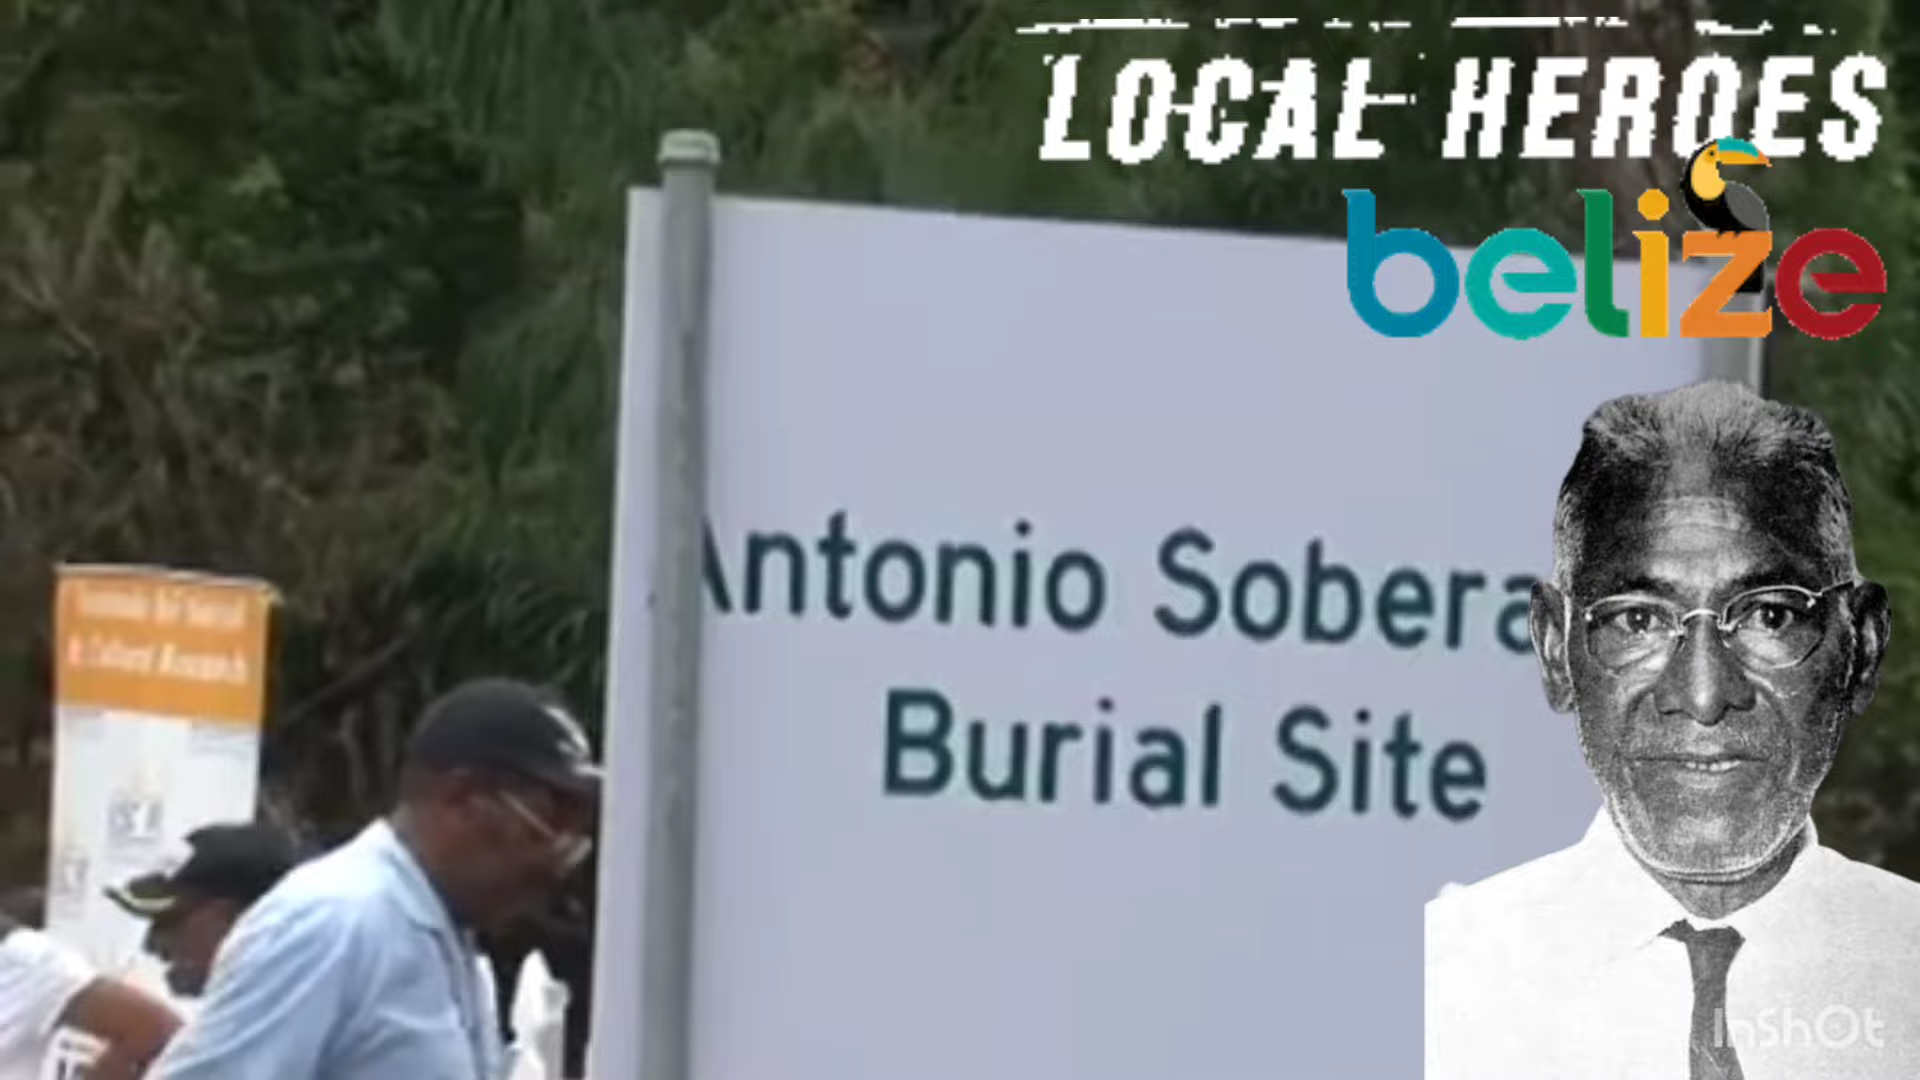 LOCAL HEROES
belize
Antonio Sobera
Burial Site
InShOt